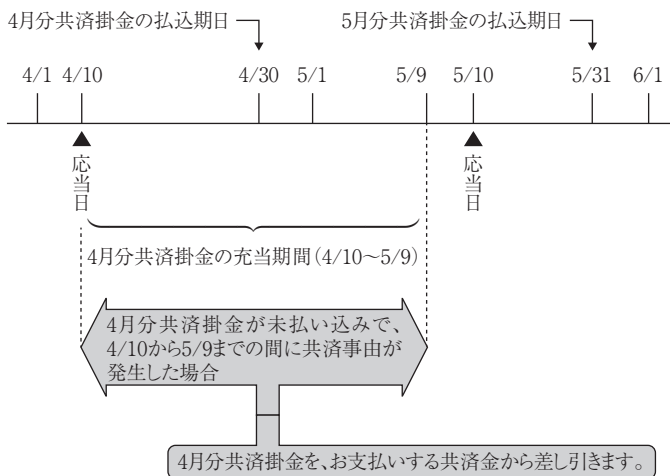 4月分共済掛金の払込期日 5月分共済掛金の払込期日
4/1 4/10 4/30 5/1 5/9 5/10 5/31 6/1
応当日 応当日
4月分共済掛金の充当期間(4/10～5/9)
4月分共済掛金が未払い込みで、
4/10から5/9までの間に共済事由が
発生した場合
4月分共済掛金を、お支払いする共済金から差し引きます。